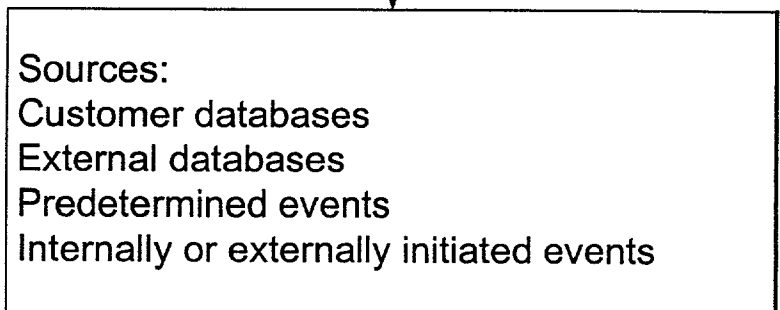 Sources:
Customer databases
External databases
Predetermined events
Internally or externally initiated events